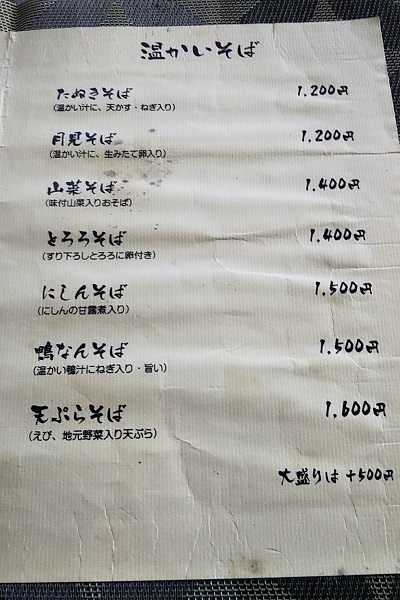 温かいそば
たぬきそば 1,200円
(温かい汁に、天かす・ねぎ入り)
月見そば 1,200円
(温かい汁に、生みたて卵入り)
山菜そば 1,400円
(味付山菜入りおそば)
とろろそば 1,400円
(すり下ろしとろろに卵付き)
にしんそば 1,500円
(にしんの甘露煮入り)
鴨なんそば 1,500円
(温かい鴨汁にねぎ入り・旨い)
天ぷらそば 1,600円
(えび、地元野菜入り天ぷら)
大盛りは +500円